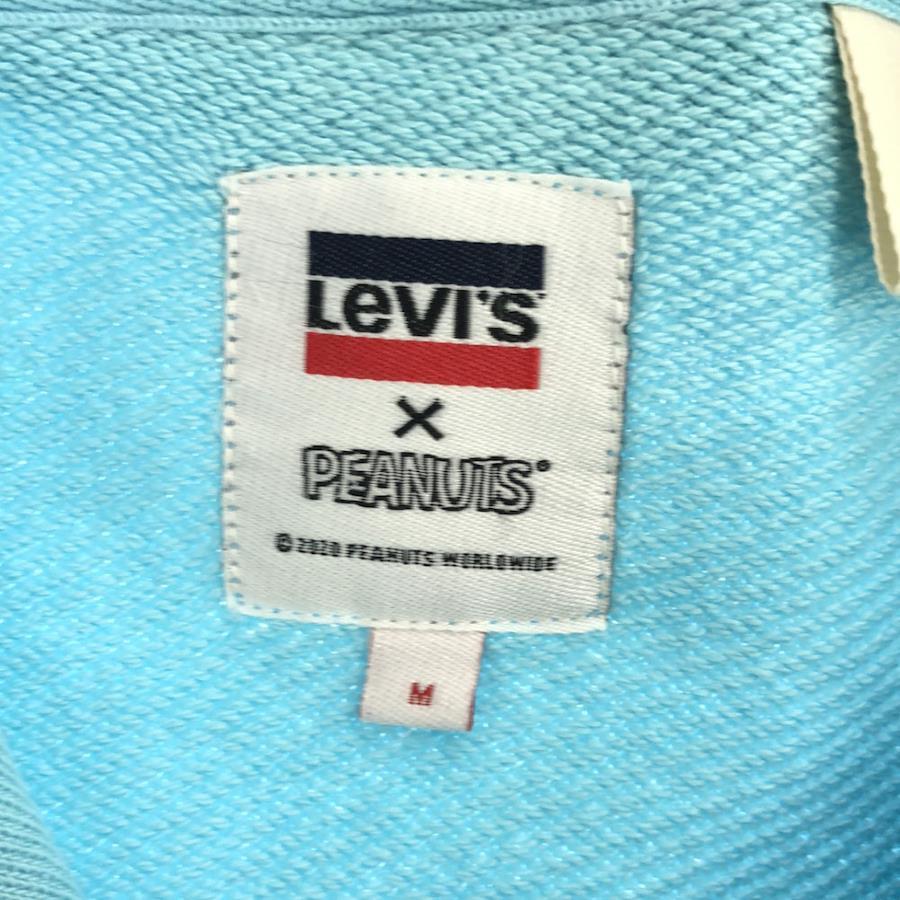 Levi's
×
PEANUTS®
© 2020 PEANUTS WORLDWIDE
M